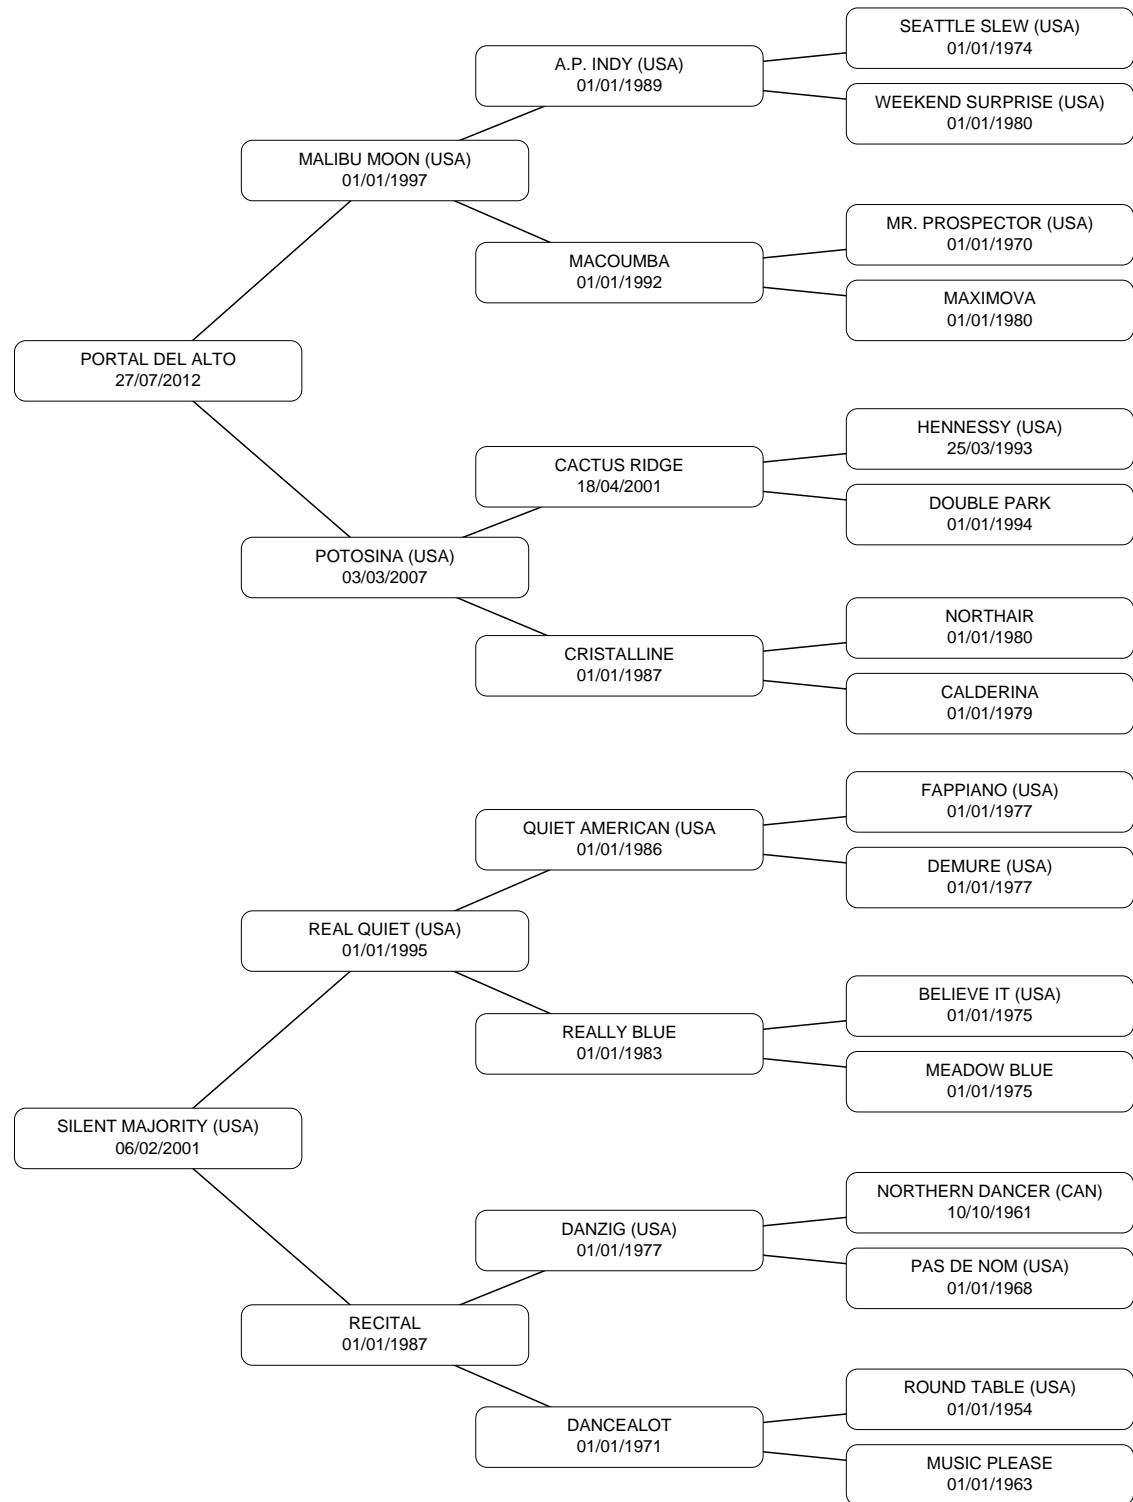 SEATTLE SLEW (USA)
01/01/1974
A.P. INDY (USA)
01/01/1989
WEEKEND SURPRISE (USA)
01/01/1980
MALIBU MOON (USA)
01/01/1997
MR. PROSPECTOR (USA)
01/01/1970
MACOUMBA
01/01/1992
MAXIMOVA
01/01/1980
PORTAL DEL ALTO
27/07/2012
HENNESSY (USA)
25/03/1993
CACTUS RIDGE
18/04/2001
DOUBLE PARK
01/01/1994
POTOSINA (USA)
03/03/2007
NORTHAIR
01/01/1980
CRISTALLINE
01/01/1987
CALDERINA
01/01/1979
FAPPIANO (USA)
01/01/1977
QUIET AMERICAN (USA
01/01/1986
DEMURE (USA)
01/01/1977
REAL QUIET (USA)
01/01/1995
BELIEVE IT (USA)
01/01/1975
REALLY BLUE
01/01/1983
MEADOW BLUE
01/01/1975
SILENT MAJORITY (USA)
06/02/2001
NORTHERN DANCER (CAN)
10/10/1961
DANZIG (USA)
01/01/1977
PAS DE NOM (USA)
01/01/1968
RECITAL
01/01/1987
ROUND TABLE (USA)
01/01/1954
DANCEALOT
01/01/1971
MUSIC PLEASE
01/01/1963